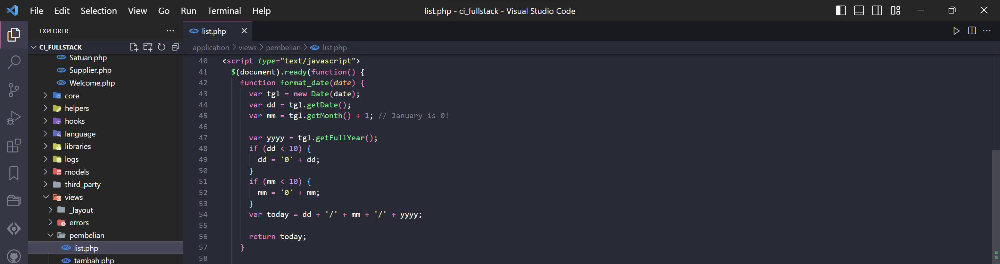 File Edit Selection View Go Run Terminal Help
list.php - ci_fullstack - Visual Studio Code
EXPLORER
CI_FULLSTACK
Satuan.php
Supplier.php
Welcome.php
core
helpers
hooks
language
libraries
logs
models
third_party
views
_layout
errors
pembelian
list.php
tambah.php
list.php
application > views > pembelian > list.php
40 <script type="text/javascript">
41 $(document).ready(function() {
42 function format_date(date) {
43 var tgl = new Date(date);
44 var dd = tgl.getDate();
45 var mm = tgl.getMonth() + 1; // January is 0!
46
47 var yyyy = tgl.getFullYear();
48 if (dd < 10) {
49 dd = '0' + dd;
50 }
51 if (mm < 10) {
52 mm = '0' + mm;
53 }
54 var today = dd + '/' + mm + '/' + yyyy;
55
56 return today;
57 }
58